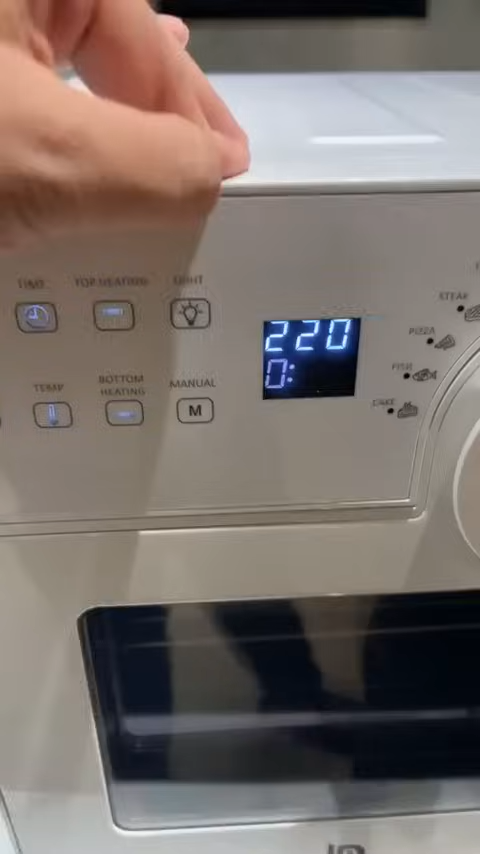 TIME
TOP HEATING
LIGHT
TEMP
BOTTOM
HEATING
MANUAL
M
220
0:
STEAK
PIZZA
FISH
CAKE